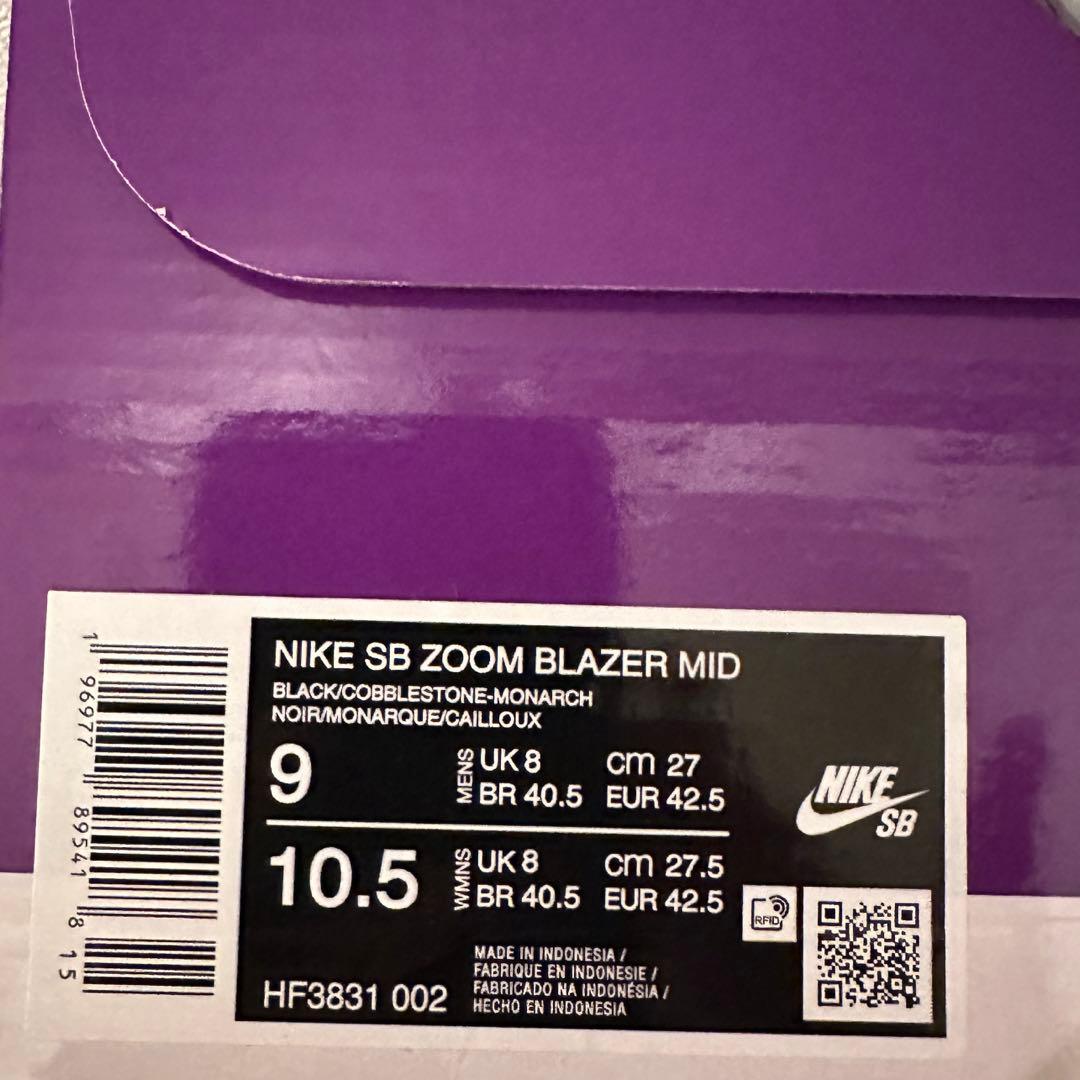 NIKE SB ZOOM BLAZER MID
BLACK/COBBLESTONE-MONARCH
NOIR/MONARQUE/CAILLOUX
9 MENS UK 8 cm 27
BR 40.5 EUR 42.5
10.5 WMNS UK 8 cm 27.5
BR 40.5 EUR 42.5
NIKE
SB
RFID
MADE IN INDONESIA /
FABRIQUE EN INDONESIE /
FABRICADO NA INDONÉSIA /
HECHO EN INDONESIA
HF3831 002
1 96977 89541 8 15